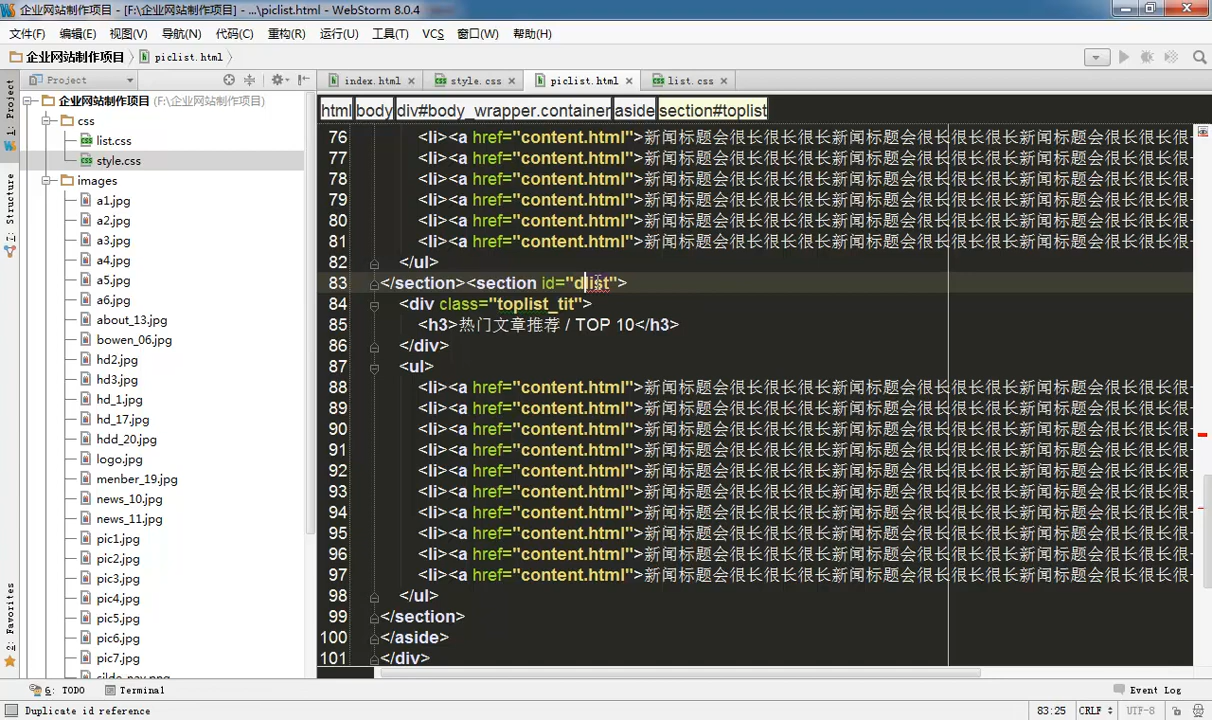 企业网站制作项目 - [F:\企业网站制作项目] - ...\piclist.html - WebStorm 8.0.4
文件(F) 编辑(E) 视图(V) 导航(N) 代码(C) 重构(R) 运行(U) 工具(T) VCS 窗口(W) 帮助(H)
企业网站制作项目 piclist.html
Project index.html style.css piclist.html list.css
企业网站制作项目 (F:\企业网站制作项目)
css
list.css
style.css
images
a1.jpg
a2.jpg
a3.jpg
a4.jpg
a5.jpg
a6.jpg
about_13.jpg
bowen_06.jpg
hd2.jpg
hd3.jpg
hd_1.jpg
hd_17.jpg
hdd_20.jpg
logo.jpg
menber_19.jpg
news_10.jpg
news_11.jpg
pic1.jpg
pic2.jpg
pic3.jpg
pic4.jpg
pic5.jpg
pic6.jpg
pic7.jpg
1: Project
7: Structure
2: Favorites
html body div#body_wrapper.container aside section#toplist
76 <li><a href="content.html">新闻标题会很长很长很长新闻标题会很长很长很长新闻标题会很长很长很
77 <li><a href="content.html">新闻标题会很长很长很长新闻标题会很长很长很长新闻标题会很长很长很
78 <li><a href="content.html">新闻标题会很长很长很长新闻标题会很长很长很长新闻标题会很长很长很
79 <li><a href="content.html">新闻标题会很长很长很长新闻标题会很长很长很长新闻标题会很长很长很
80 <li><a href="content.html">新闻标题会很长很长很长新闻标题会很长很长很长新闻标题会很长很长很
81 <li><a href="content.html">新闻标题会很长很长很长新闻标题会很长很长很长新闻标题会很长很长很
82 </ul>
83 </section><section id="dlist">
84 <div class="toplist_tit">
85 <h3>热门文章推荐 / TOP 10</h3>
86 </div>
87 <ul>
88 <li><a href="content.html">新闻标题会很长很长很长新闻标题会很长很长很长新闻标题会很长很长很
89 <li><a href="content.html">新闻标题会很长很长很长新闻标题会很长很长很长新闻标题会很长很长很
90 <li><a href="content.html">新闻标题会很长很长很长新闻标题会很长很长很长新闻标题会很长很长很
91 <li><a href="content.html">新闻标题会很长很长很长新闻标题会很长很长很长新闻标题会很长很长很
92 <li><a href="content.html">新闻标题会很长很长很长新闻标题会很长很长很长新闻标题会很长很长很
93 <li><a href="content.html">新闻标题会很长很长很长新闻标题会很长很长很长新闻标题会很长很长很
94 <li><a href="content.html">新闻标题会很长很长很长新闻标题会很长很长很长新闻标题会很长很长很
95 <li><a href="content.html">新闻标题会很长很长很长新闻标题会很长很长很长新闻标题会很长很长很
96 <li><a href="content.html">新闻标题会很长很长很长新闻标题会很长很长很长新闻标题会很长很长很
97 <li><a href="content.html">新闻标题会很长很长很长新闻标题会很长很长很长新闻标题会很长很长很
98 </ul>
99 </section>
100 </aside>
101 </div>
6: TODO Terminal Event Log
Duplicate id reference 83:25 CRLF UTF-8